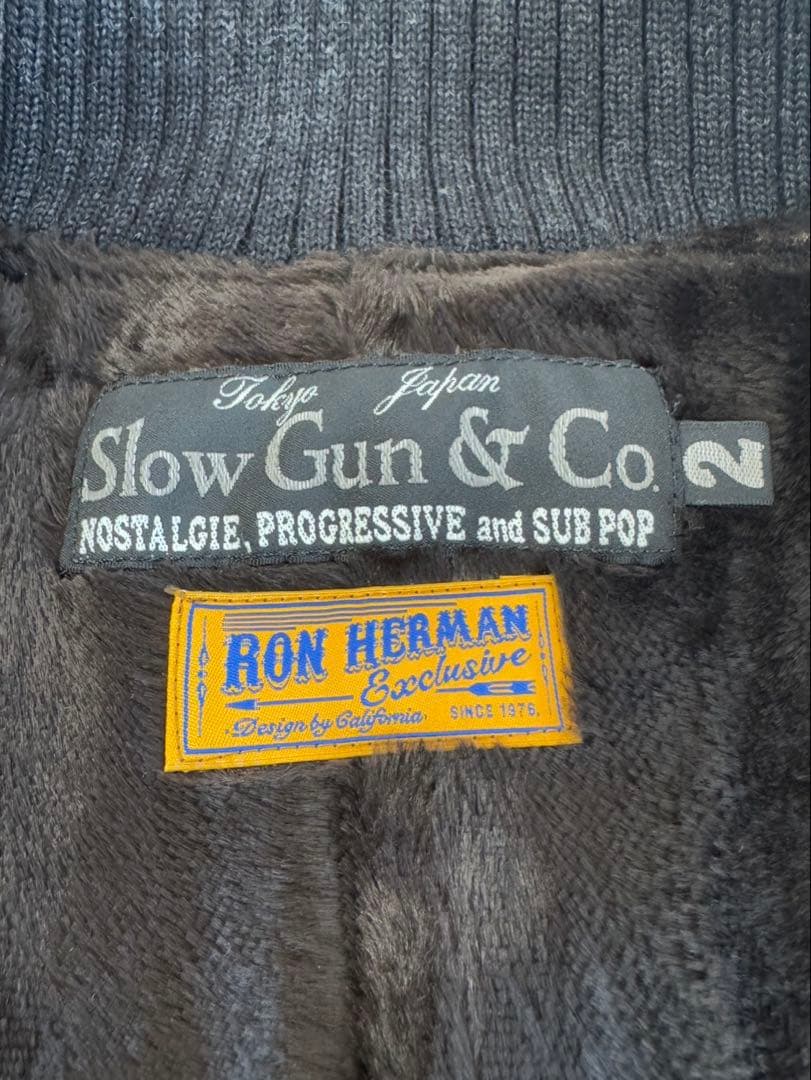 Tokyo Japan
Slow Gun & Co.
2
NOSTALGIE, PROGRESSIVE and SUB POP
RON HERMAN
Exclusive
Design by California
SINCE 1976.